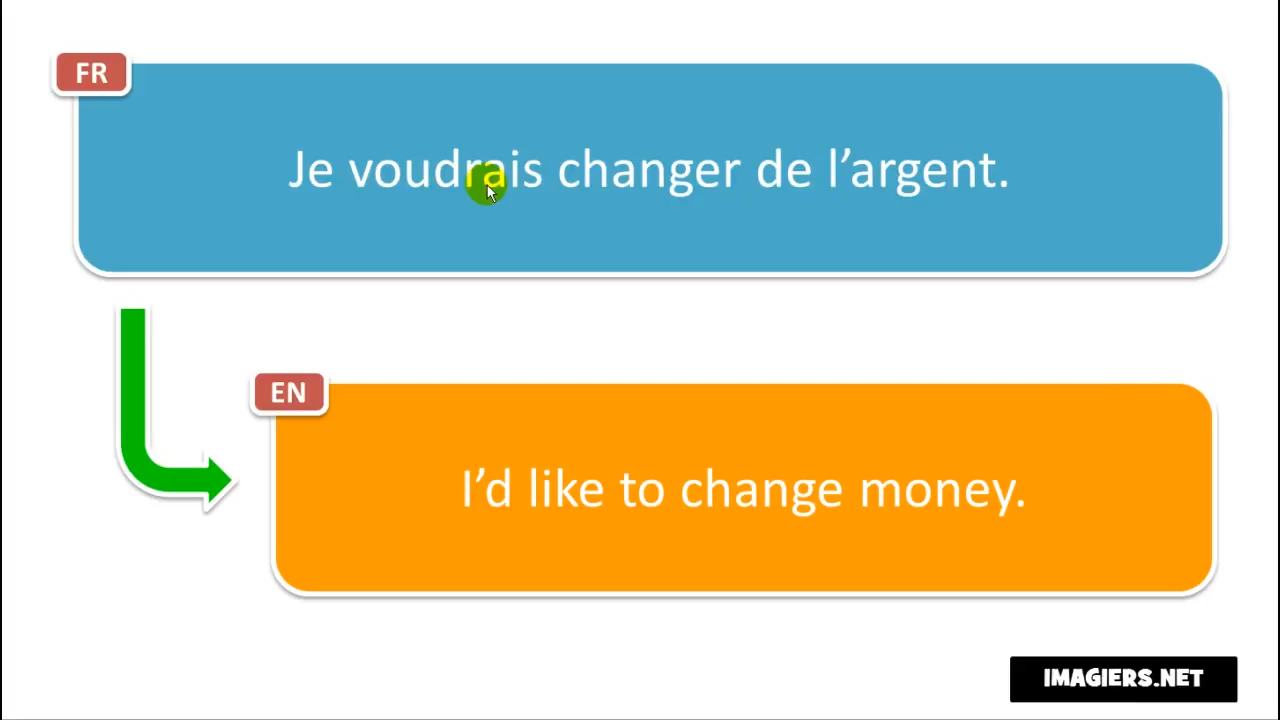 FR
Je voudrais changer de l’argent.
EN
I’d like to change money.
IMAGIERS.NET